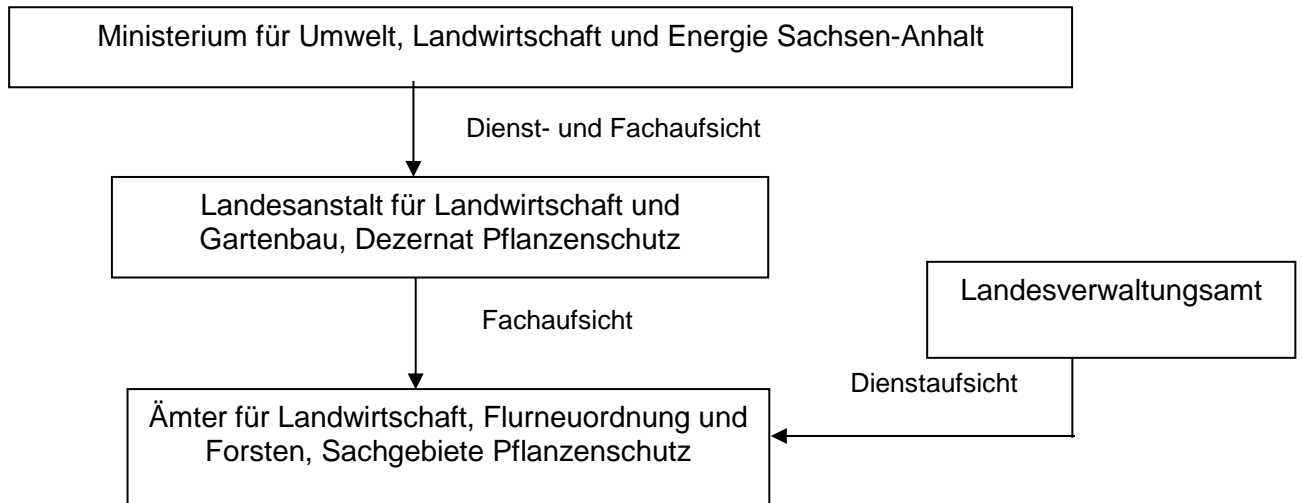 Ministerium für Umwelt, Landwirtschaft und Energie Sachsen-Anhalt
Dienst- und Fachaufsicht
Landesanstalt für Landwirtschaft und
Gartenbau, Dezernat Pflanzenschutz
Landesverwaltungsamt
Fachaufsicht
Dienstaufsicht
Ämter für Landwirtschaft, Flurneuordnung und
Forsten, Sachgebiete Pflanzenschutz